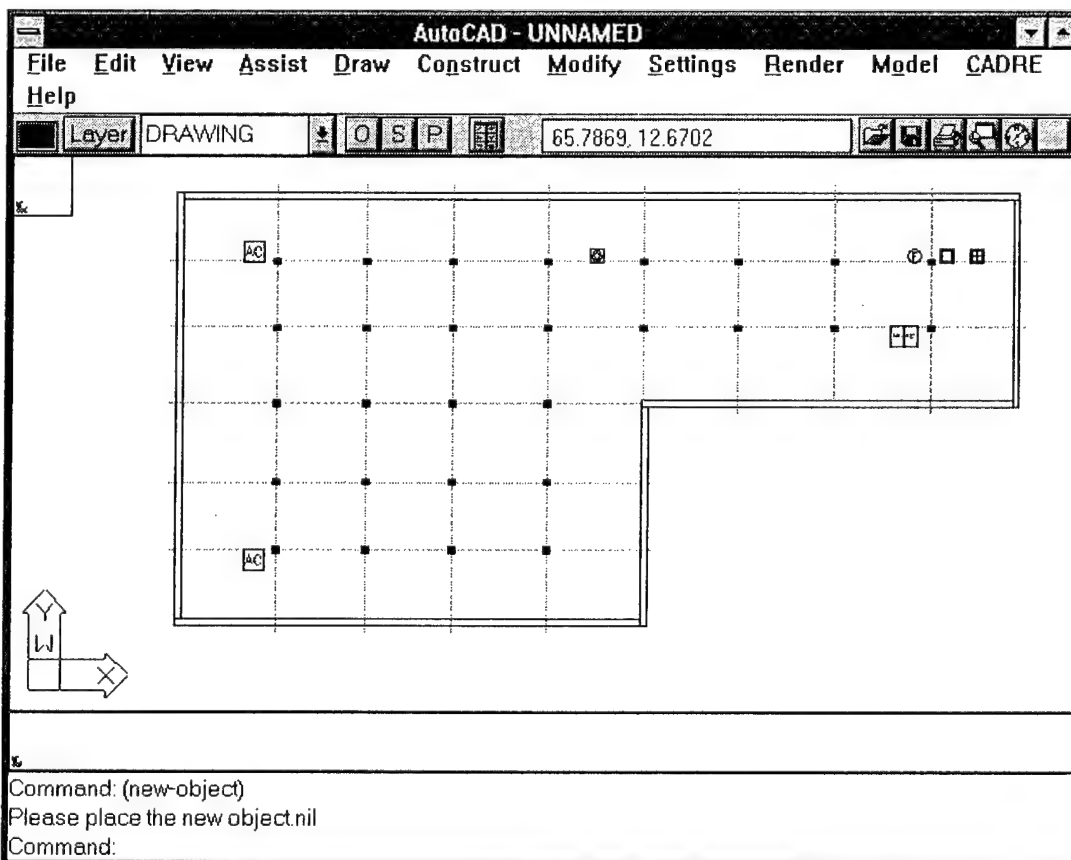 AutoCAD - UNNAMED
File Edit View Assist Draw Construct Modify Settings Render Model CADRE
Help
Layer DRAWING O S P 65.7869, 12.6702
AC
F
AC
Y
W
X
Command: (new-object)
Please place the new object.nil
Command: